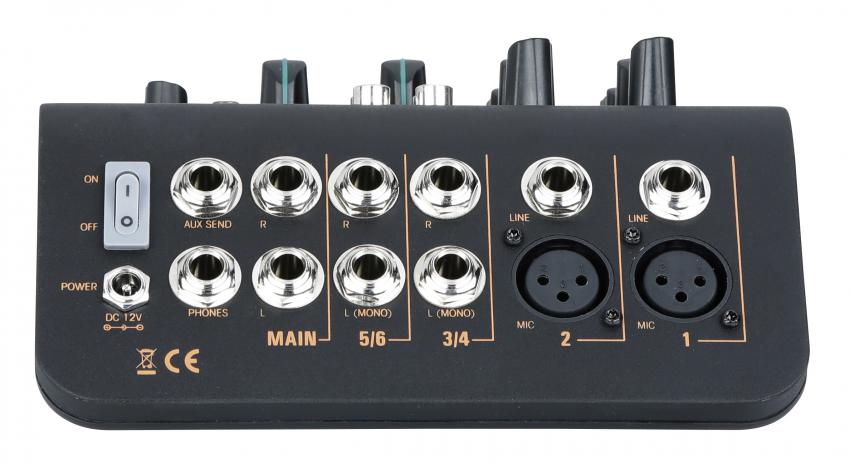 ON
OFF
POWER
DC 12V
AUX SEND
PHONES
R
L
MAIN
R
L (MONO)
5/6
R
L (MONO)
3/4
LINE
MIC
2
LINE
MIC
1
CE